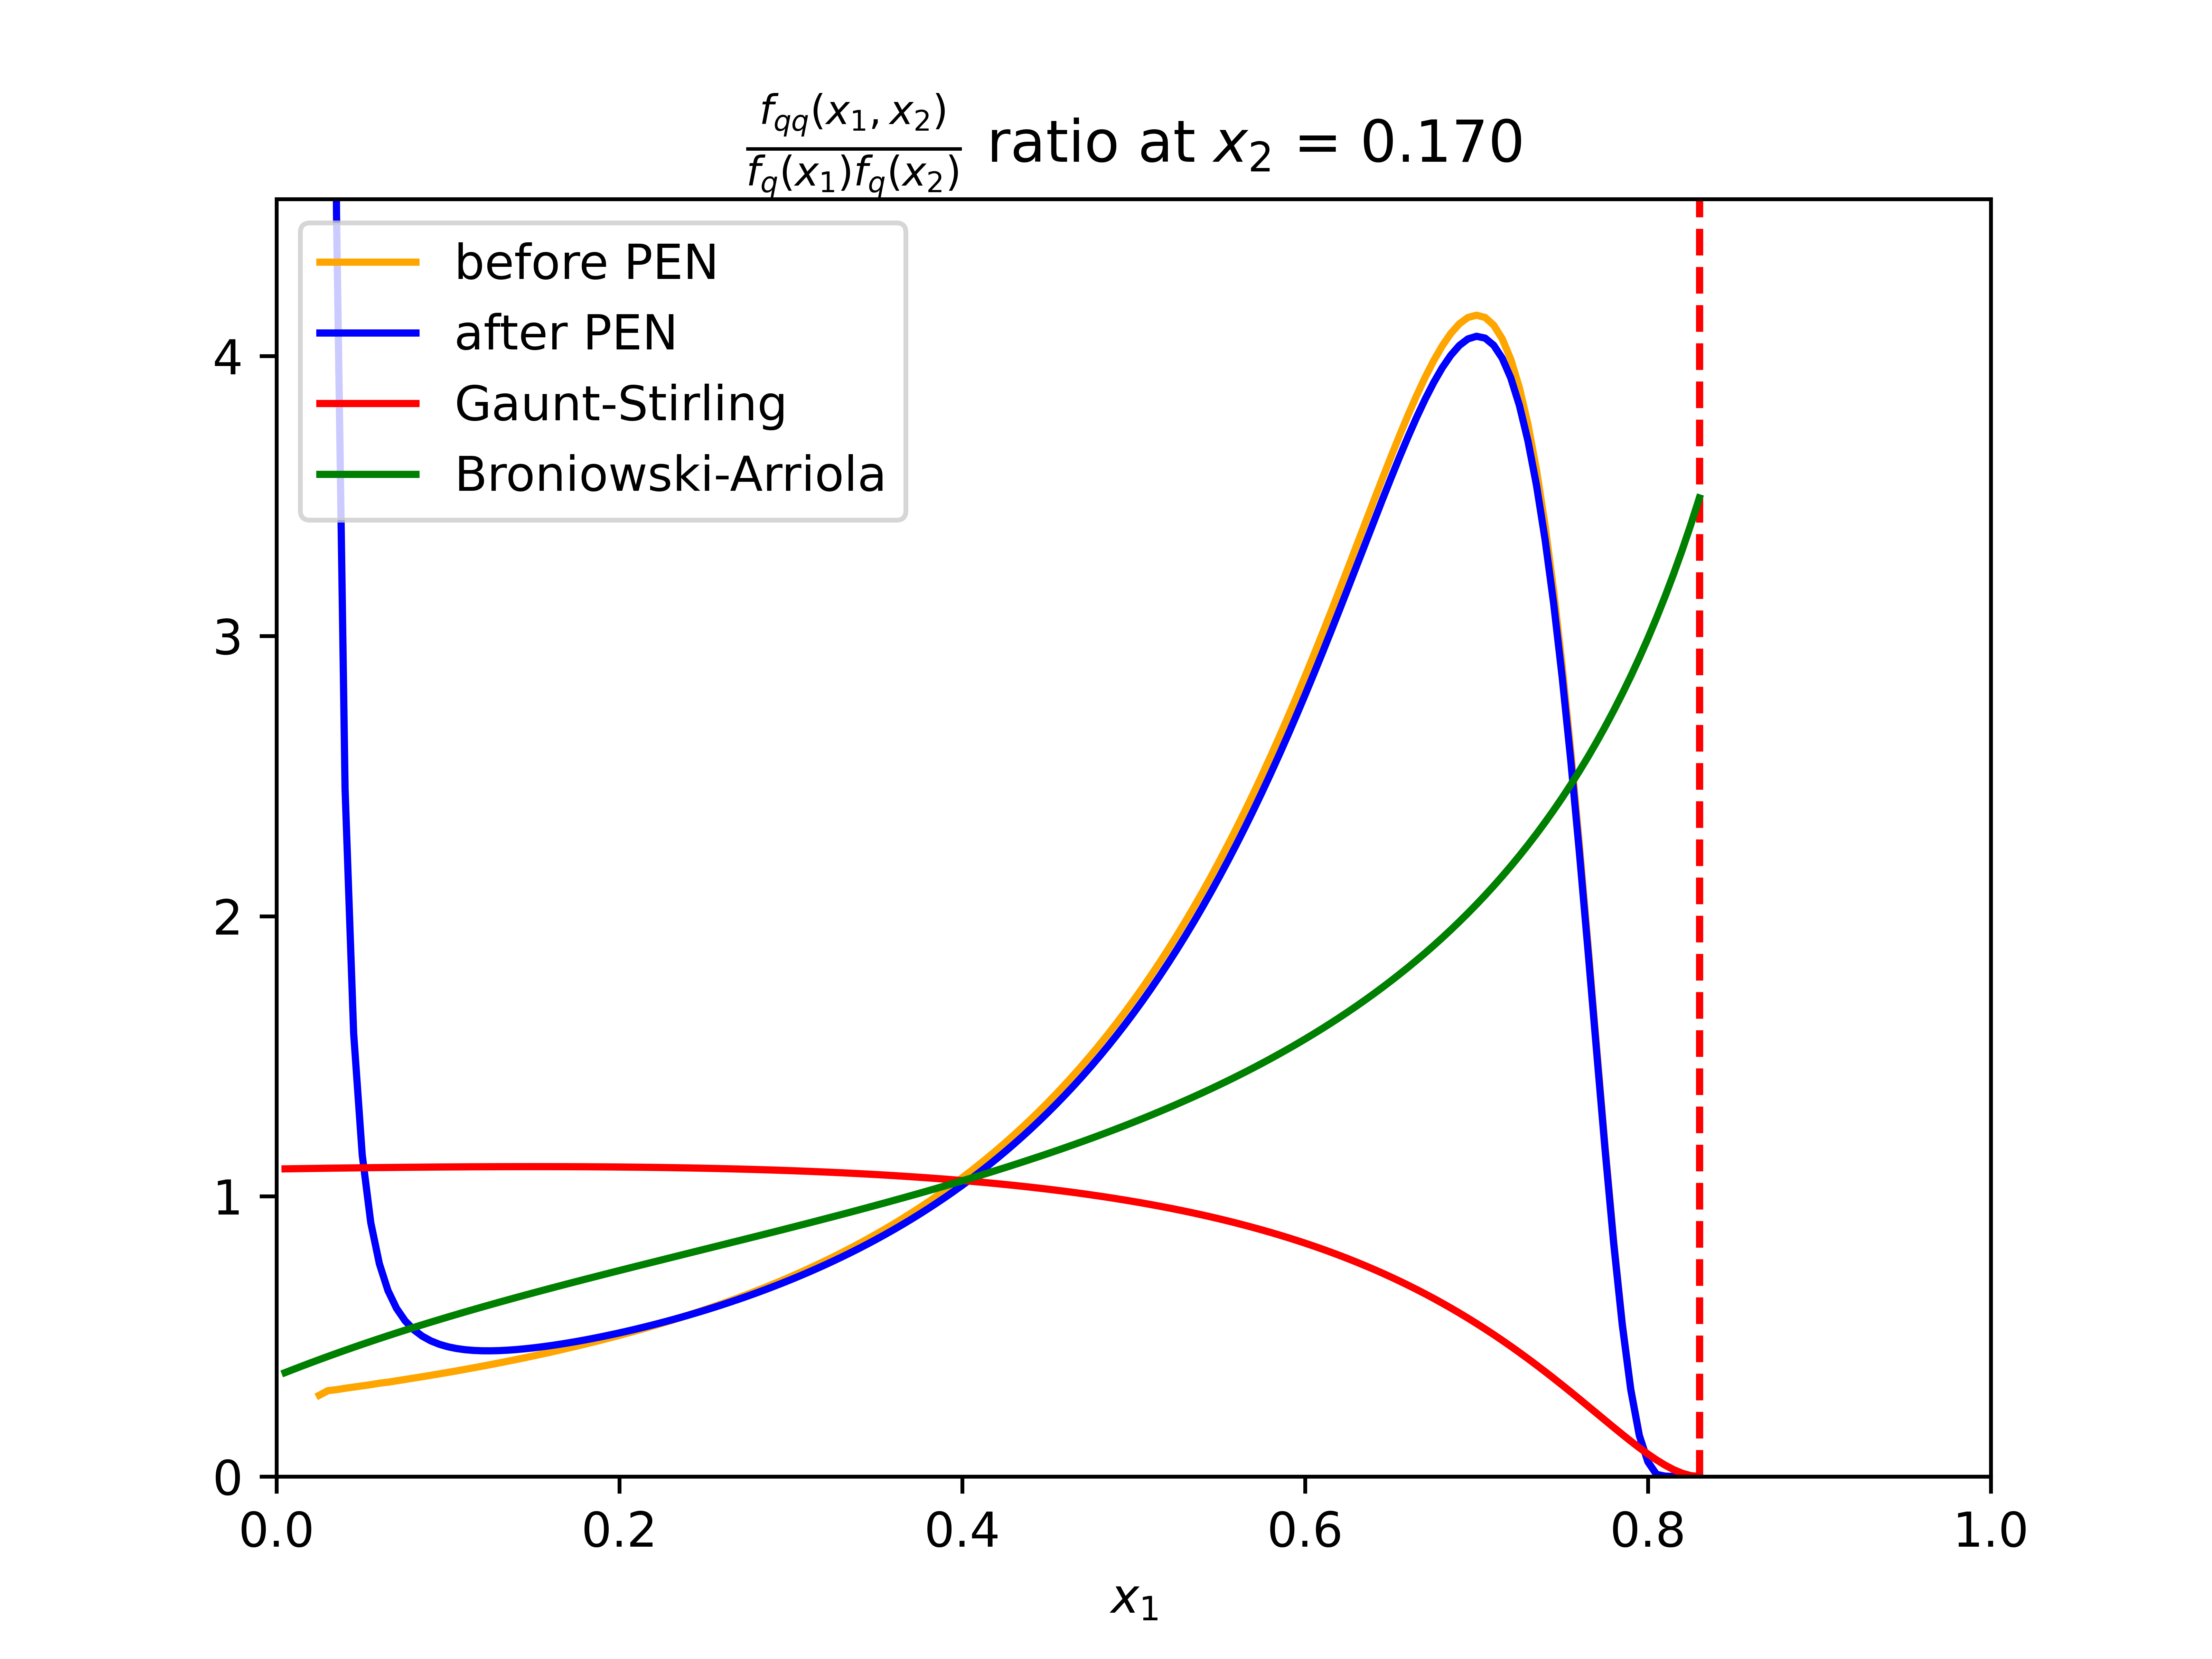 f_{qq}(x_1, x_2)
f_q(x_1)f_q(x_2)
ratio at x_2 = 0.170
before PEN
after PEN
Gaunt-Stirling
Broniowski-Arriola
4
3
2
1
0
0.0 0.2 0.4 0.6 0.8 1.0
x_1